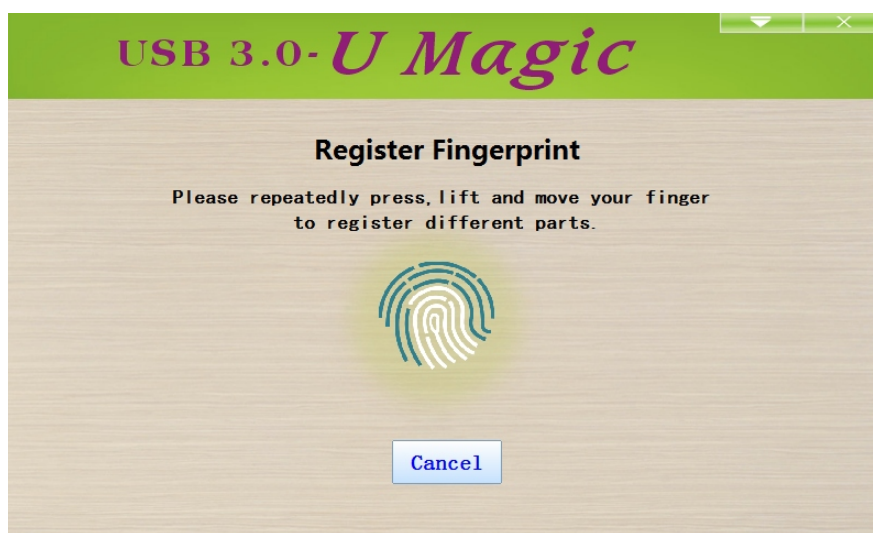 USB 3.0-U Magic
Register Fingerprint
Please repeatedly press,lift and move your finger
to register different parts.
Cancel